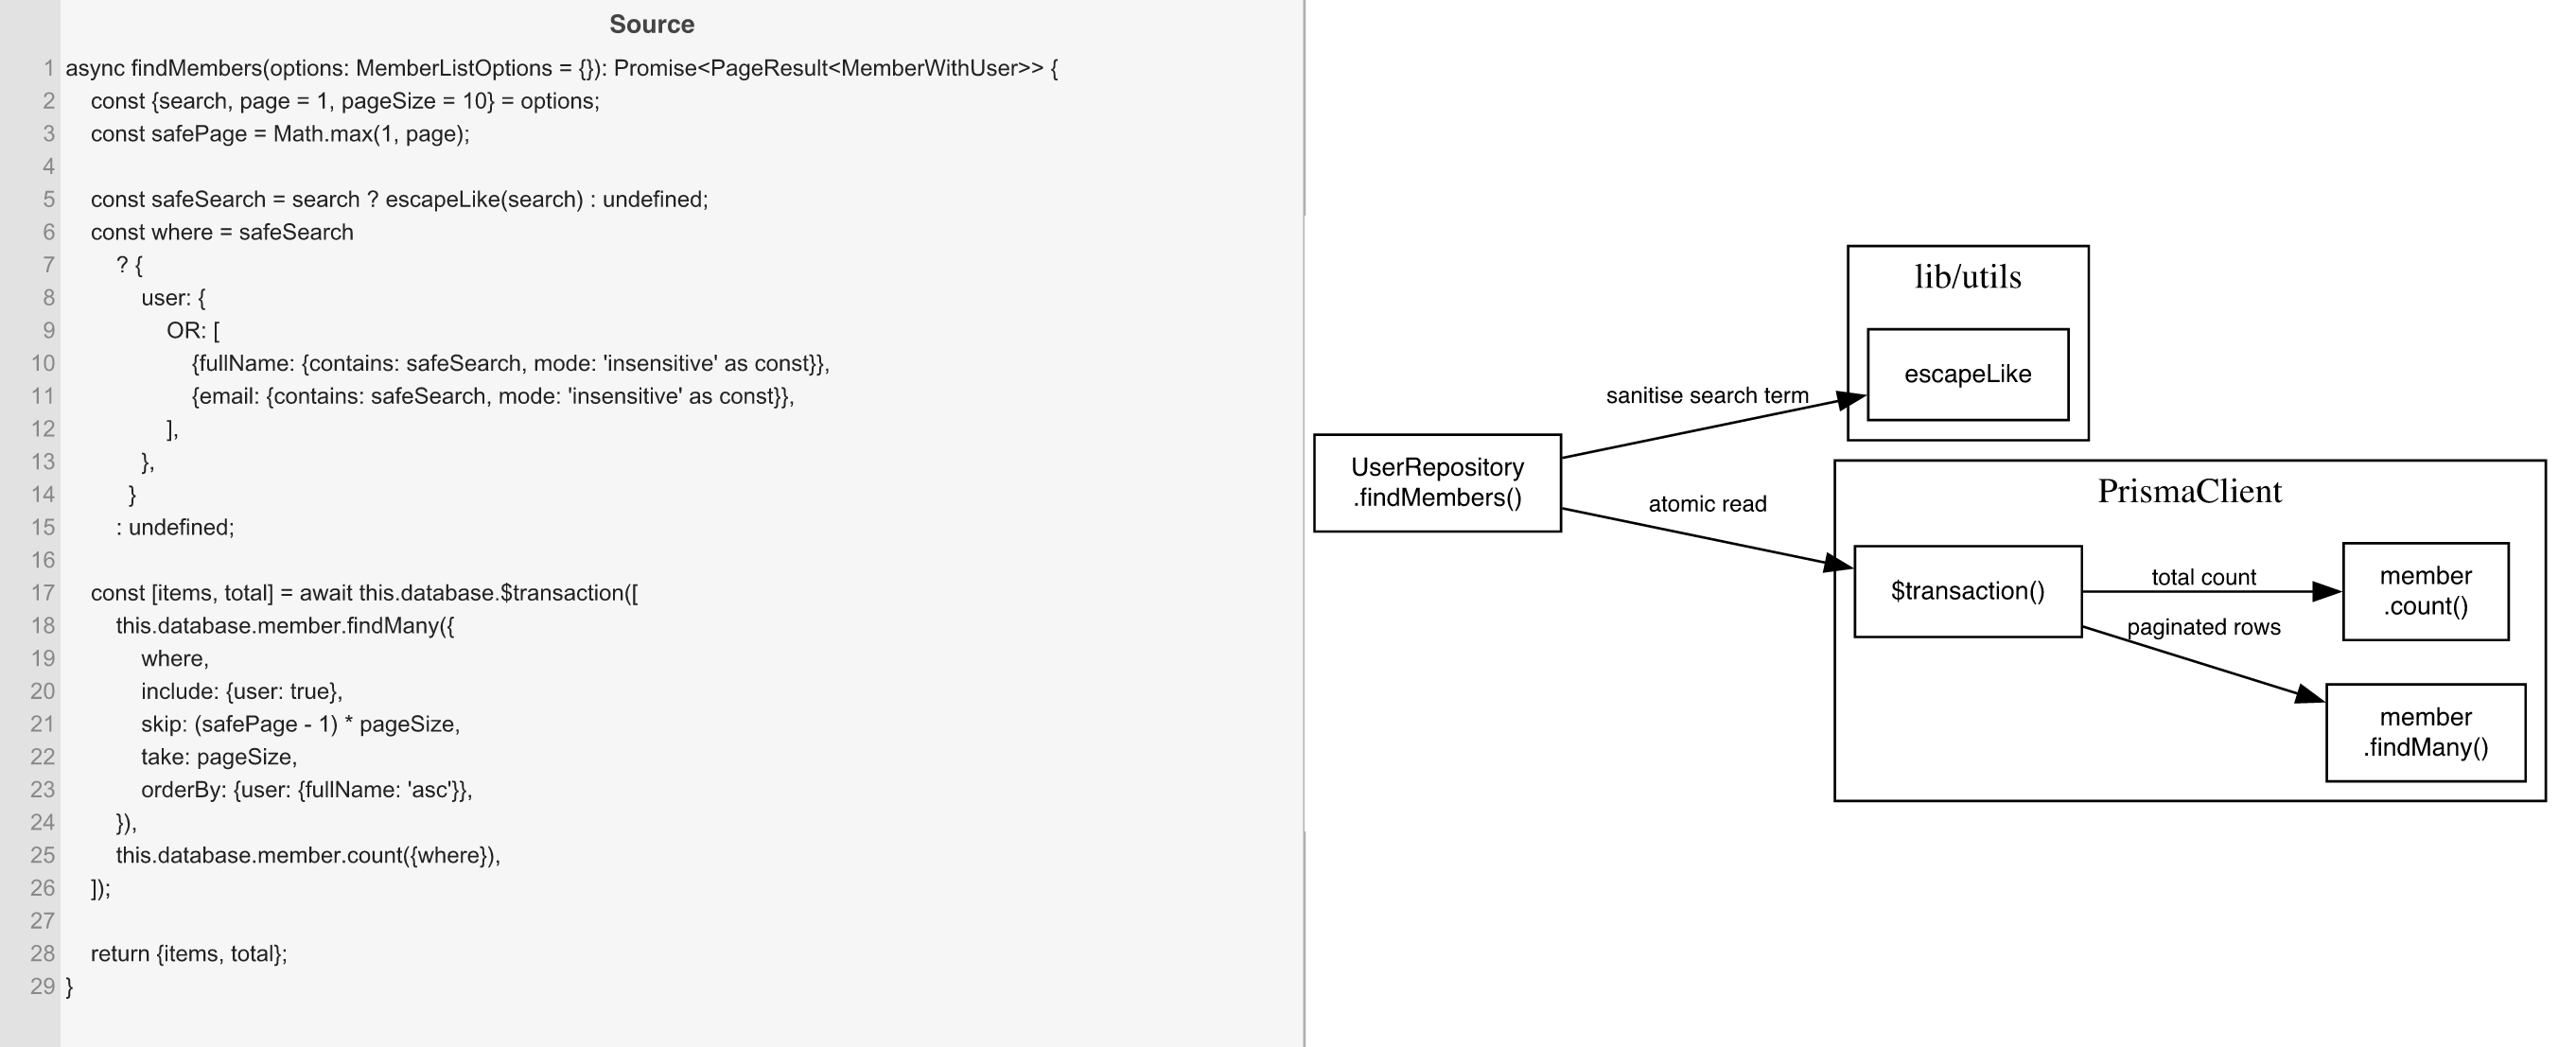 Source
1 async findMembers(options: MemberListOptions = {}): Promise<PageResult<MemberWithUser>> {
2 const {search, page = 1, pageSize = 10} = options;
3 const safePage = Math.max(1, page);
4
5 const safeSearch = search ? escapeLike(search) : undefined;
6 const where = safeSearch
7 ? {
8 user: {
9 OR: [
10 {fullName: {contains: safeSearch, mode: 'insensitive' as const}},
11 {email: {contains: safeSearch, mode: 'insensitive' as const}},
12 ],
13 },
14 }
15 : undefined;
16
17 const [items, total] = await this.database.$transaction([
18 this.database.member.findMany({
19 where,
20 include: {user: true},
21 skip: (safePage - 1) * pageSize,
22 take: pageSize,
23 orderBy: {user: {fullName: 'asc'}},
24 }),
25 this.database.member.count({where}),
26 ]);
27
28 return {items, total};
29 }
UserRepository
.findMembers()
sanitise search term
atomic read
lib/utils
escapeLike
PrismaClient
$transaction()
total count
paginated rows
member
.count()
member
.findMany()